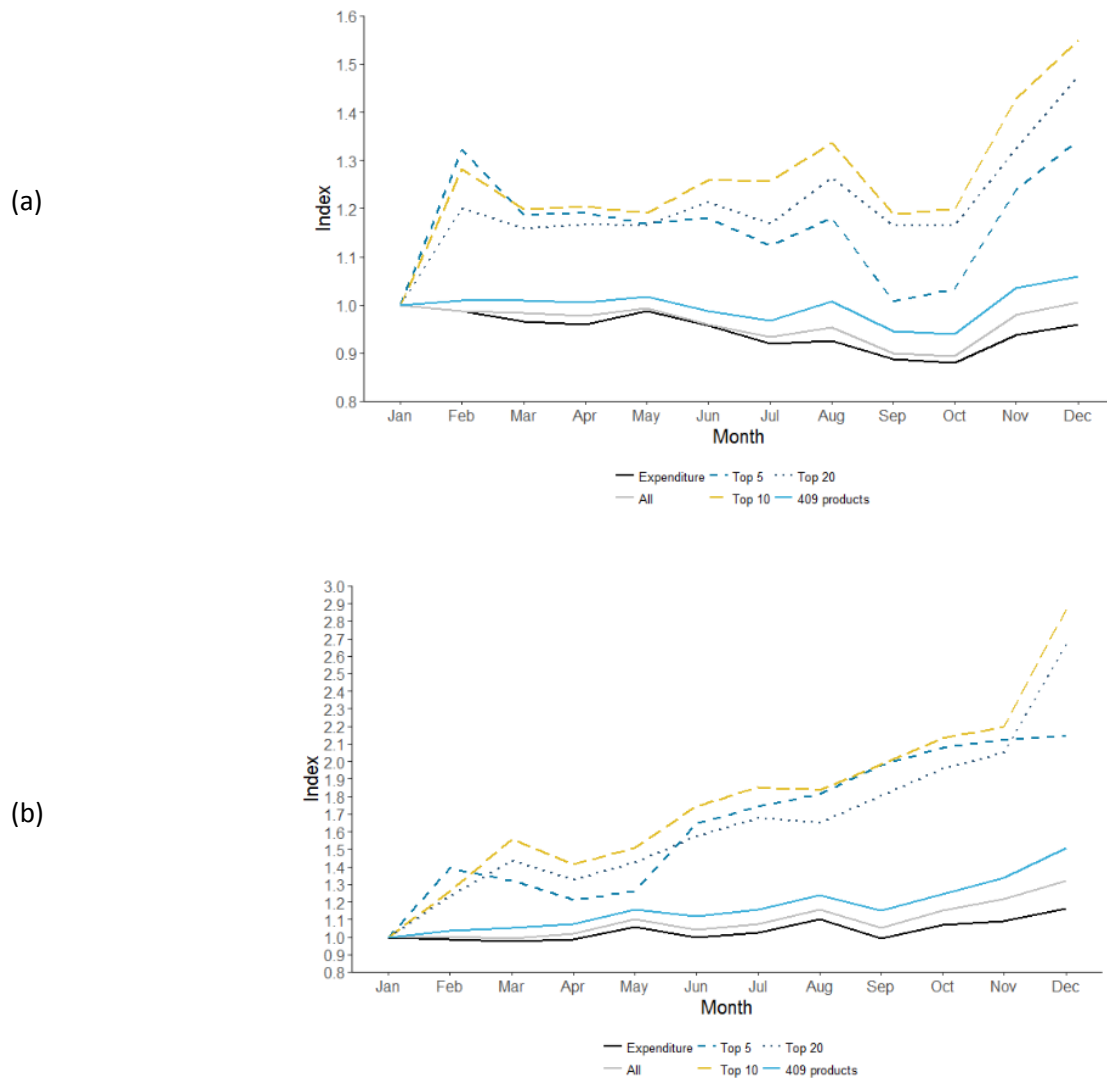 (a)
Index
1.6
1.5
1.4
1.3
1.2
1.1
1.0
0.9
0.8
Jan Feb Mar Apr May Jun Jul Aug Sep Oct Nov Dec
Month
Expenditure Top 5 Top 20
All Top 10 409 products
(b)
Index
3.0
2.9
2.8
2.7
2.6
2.5
2.4
2.3
2.2
2.1
2.0
1.9
1.8
1.7
1.6
1.5
1.4
1.3
1.2
1.1
1.0
0.9
0.8
Jan Feb Mar Apr May Jun Jul Aug Sep Oct Nov Dec
Month
Expenditure Top 5 Top 20
All Top 10 409 products